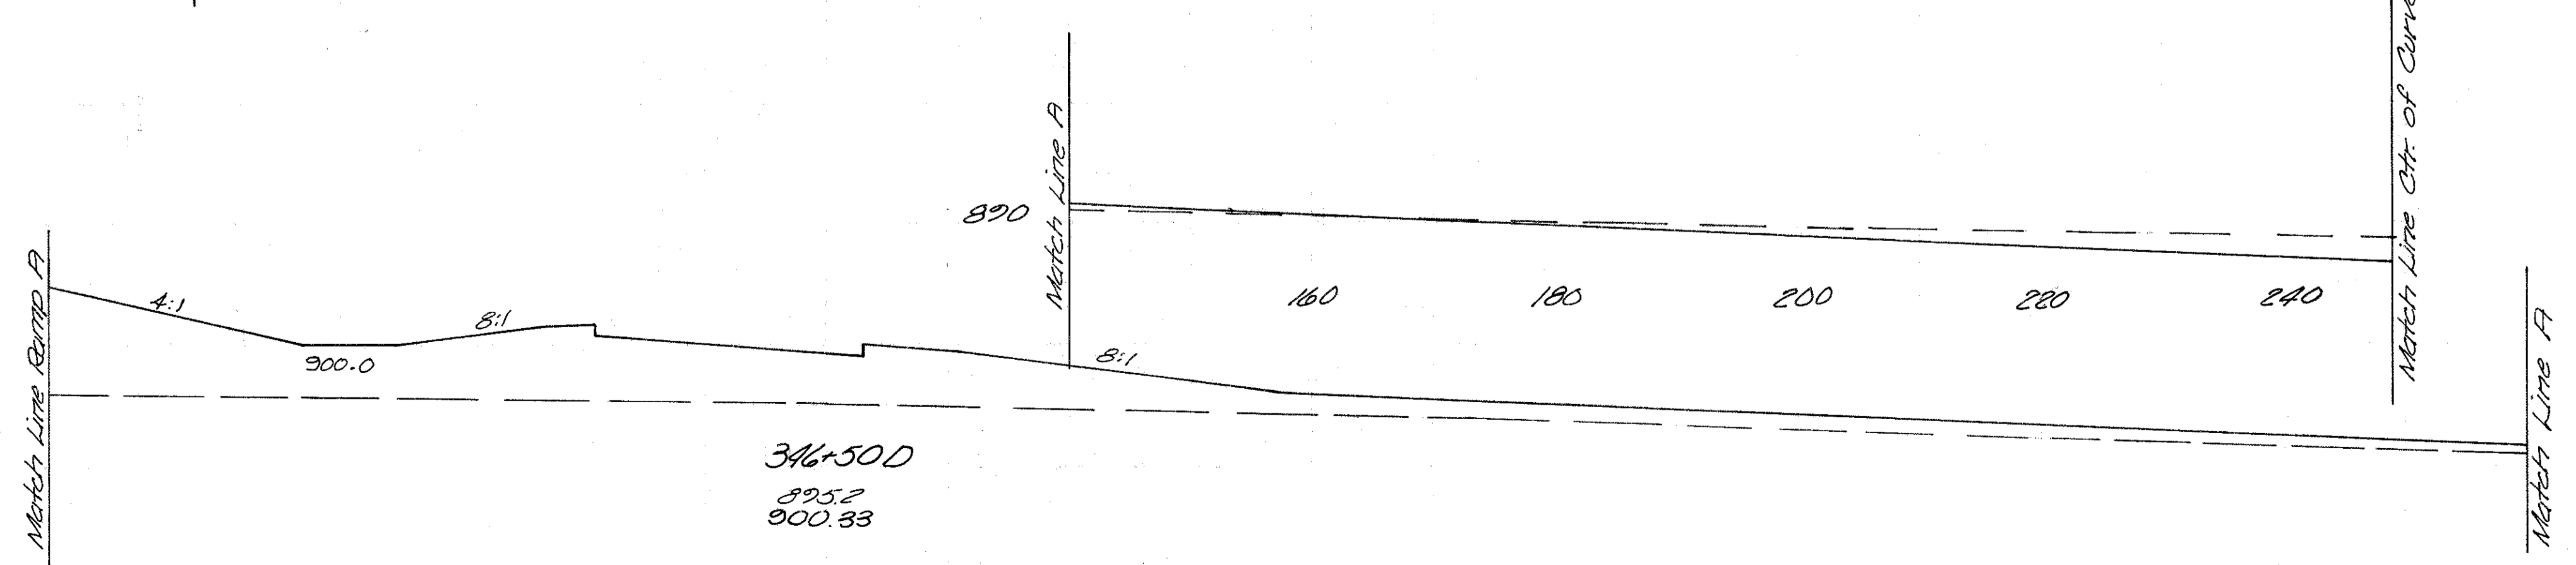 Match Line Ramp A
4:1
900.0
8:1
346+50D
895.2
900.33
890
Match Line A
8:1
160
180
200
220
240
Match Line Ctr. of Curve
Match Line A